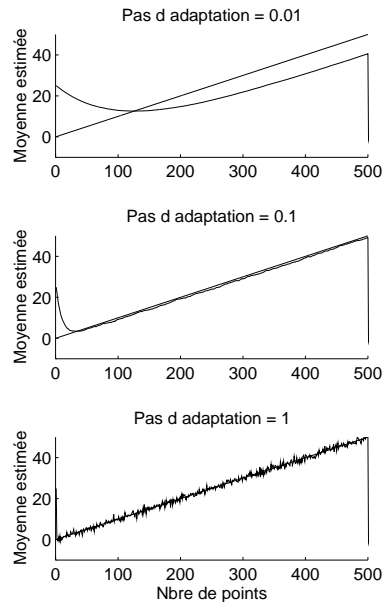 Pas d adaptation = 0.01
Moyenne estimée
40
20
0
0 100 200 300 400 500
Pas d adaptation = 0.1
Moyenne estimée
40
20
0
0 100 200 300 400 500
Pas d adaptation = 1
Moyenne estimée
40
20
0
0 100 200 300 400 500
Nbre de points